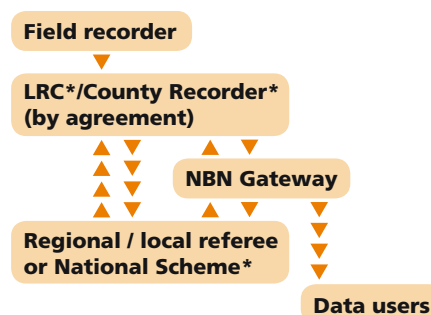 Field recorder
LRC*/County Recorder*
(by agreement)
NBN Gateway
Regional / local referee
or National Scheme*
Data users